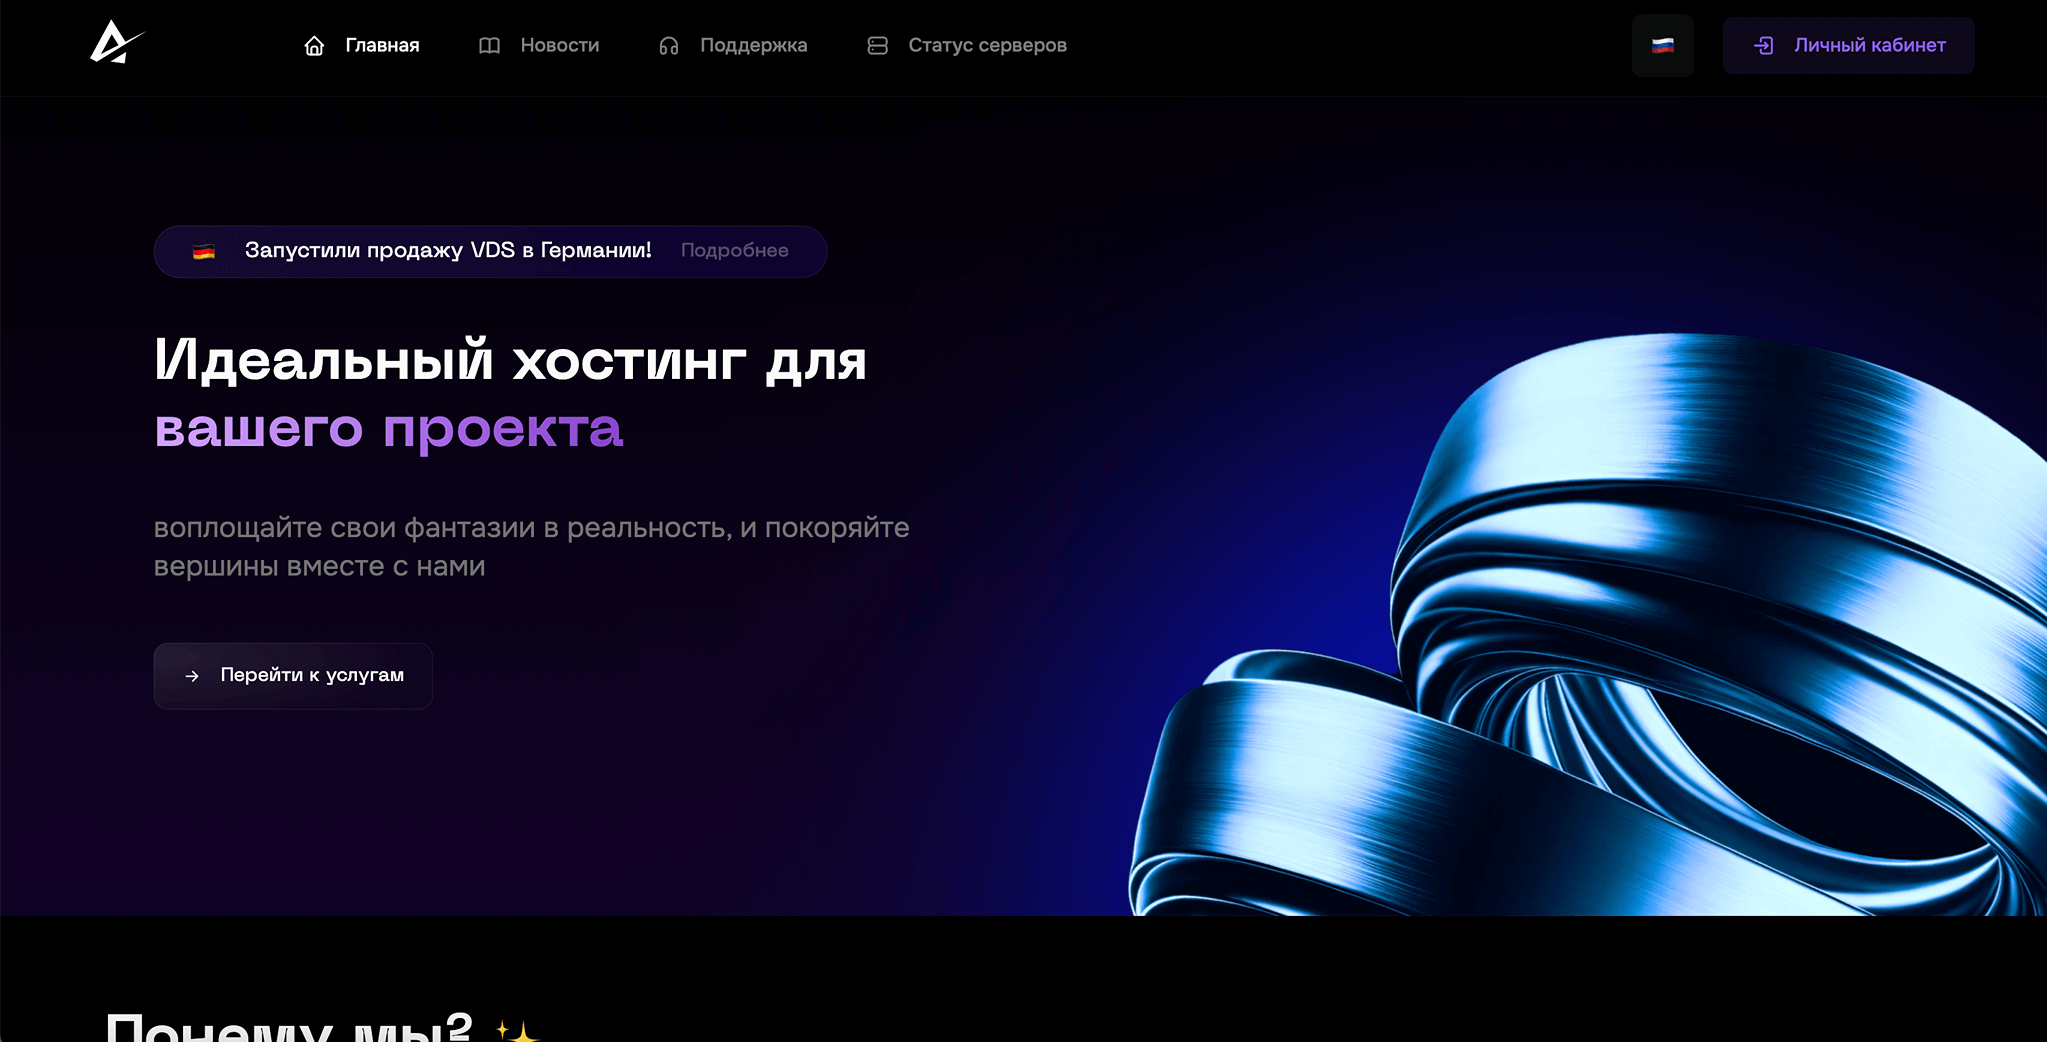 Главная
Новости
Поддержка
Статус серверов
Личный кабинет
Запустили продажу VDS в Германии! Подробнее
Идеальный хостинг для
вашего проекта
воплощайте свои фантазии в реальность, и покоряйте
вершины вместе с нами
Перейти к услугам
Почему мы?